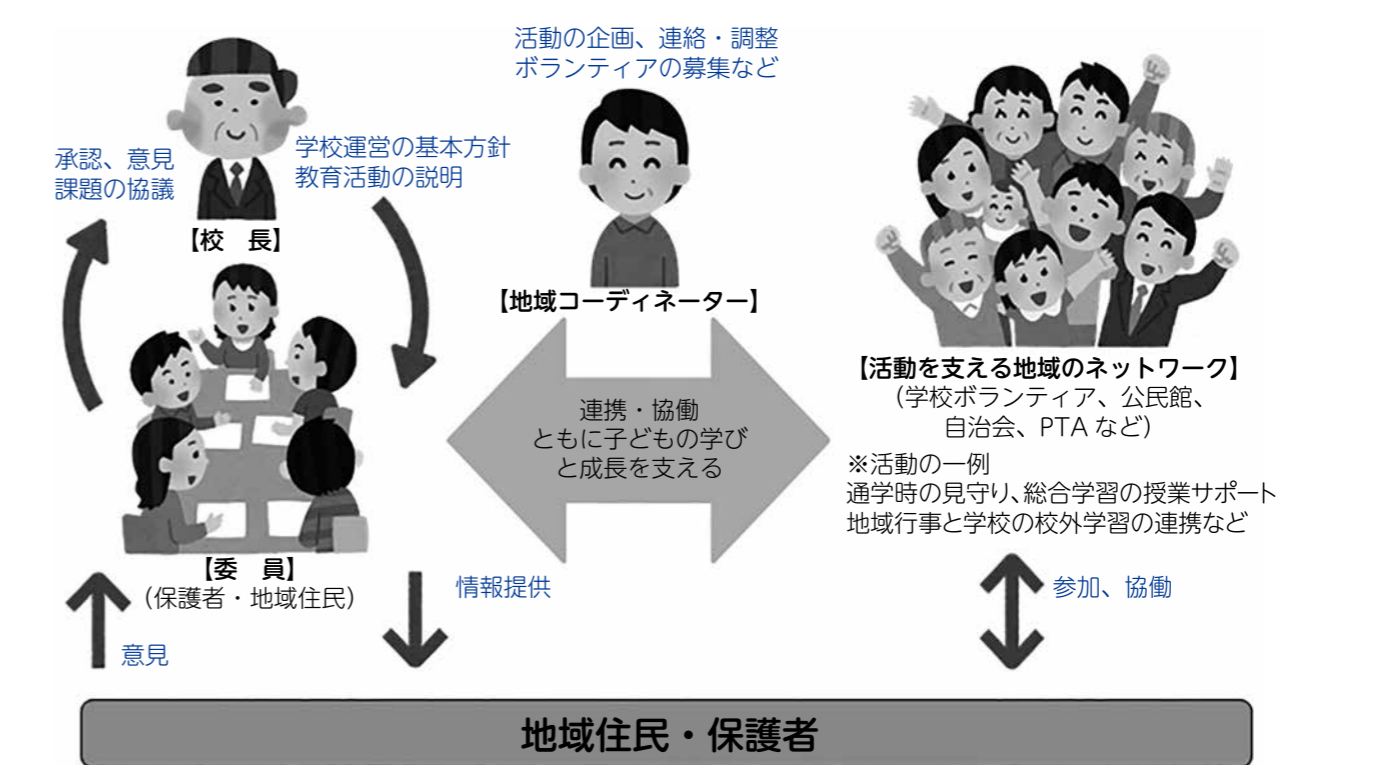 活動の企画、連絡・調整
ボランティアの募集など
承認、意見
課題の協議
学校運営の基本方針
教育活動の説明
【校　長】
【地域コーディネーター】
【活動を支える地域のネットワーク】
（学校ボランティア、公民館、
自治会、PTA など）
※活動の一例
通学時の見守り、総合学習の授業サポート
地域行事と学校の校外学習の連携など
連携・協働
ともに子どもの学び
と成長を支える
【委　員】
（保護者・地域住民）
意見
情報提供
参加、協働
地域住民・保護者